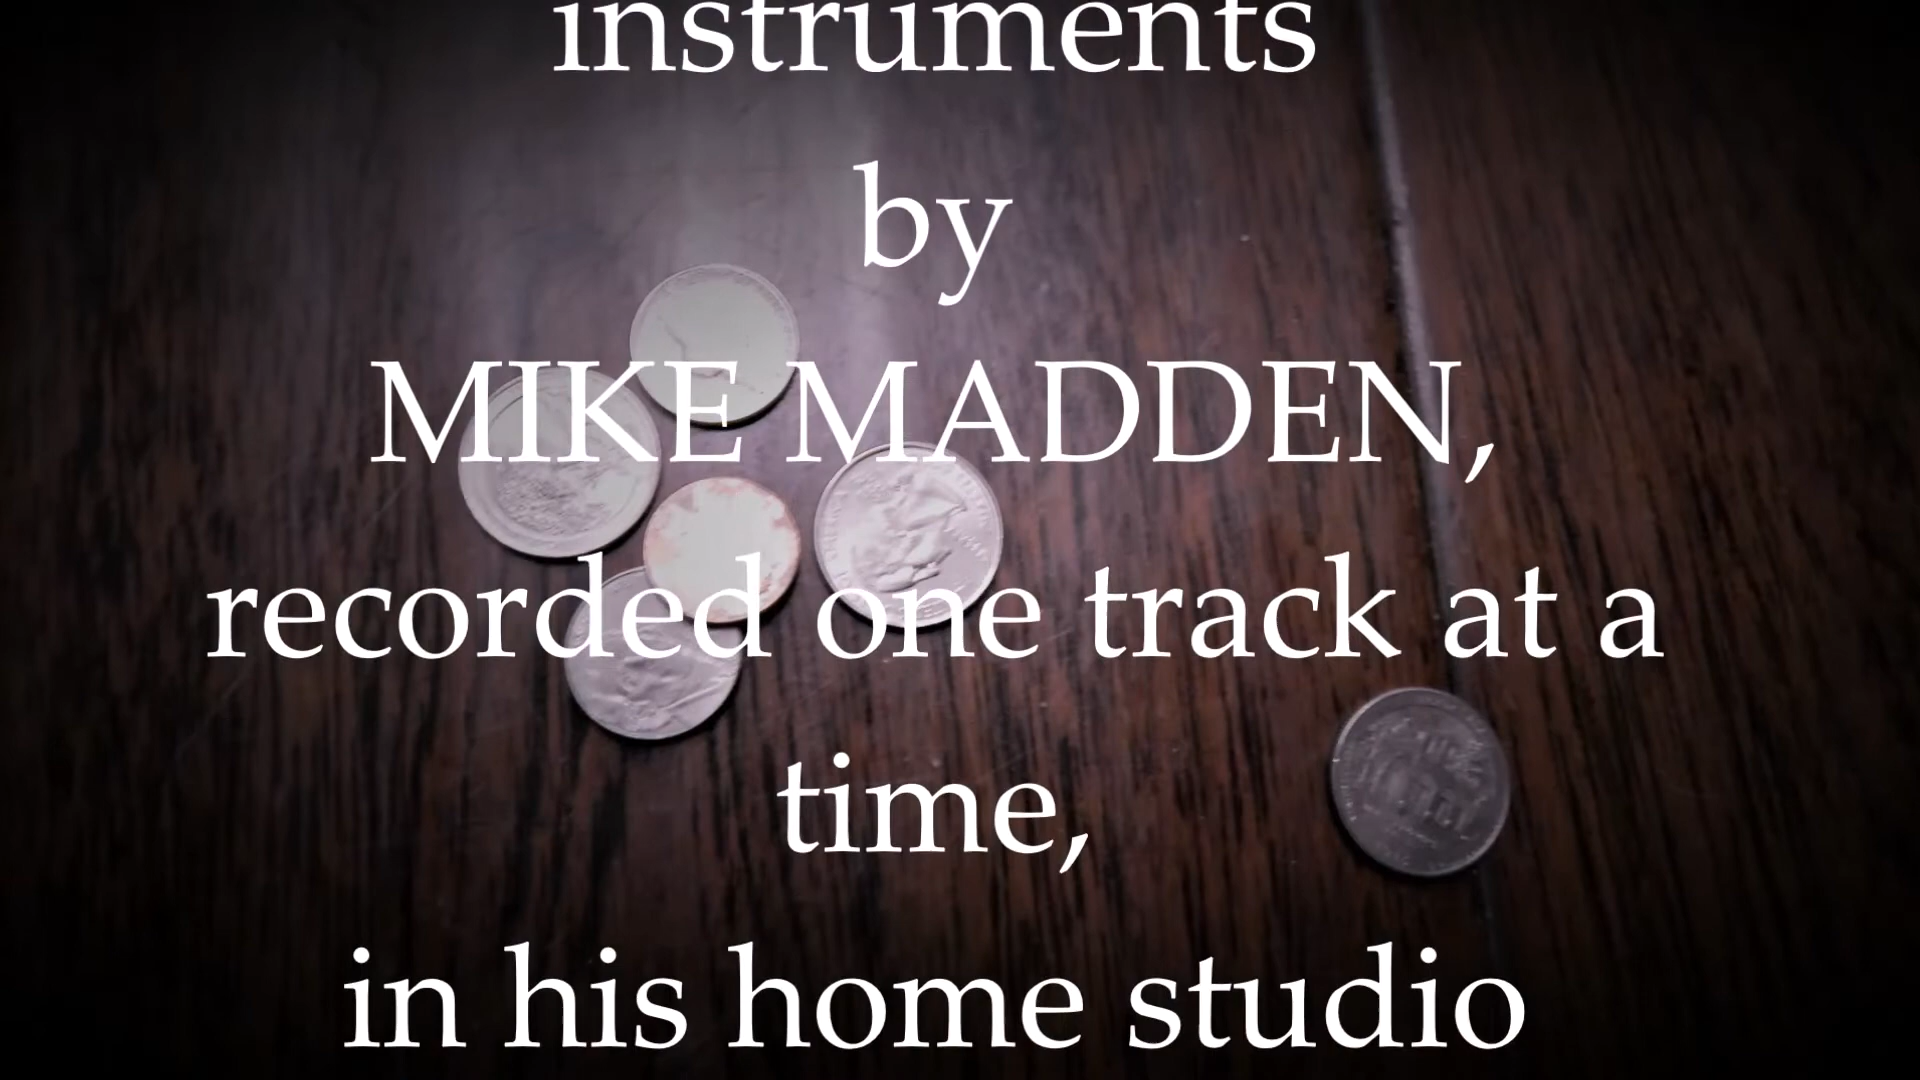 instruments
by
MIKE MADDEN,
recorded one track at a
time,
in his home studio